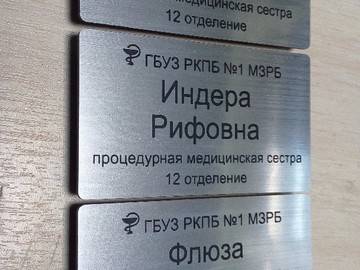 медицинская сестра
12 отделение
ГБУЗ РКПБ №1 МЗРБ
Индера
Рифовна
процедурная медицинская сестра
12 отделение
ГБУЗ РКПБ №1 МЗРБ
Флюза